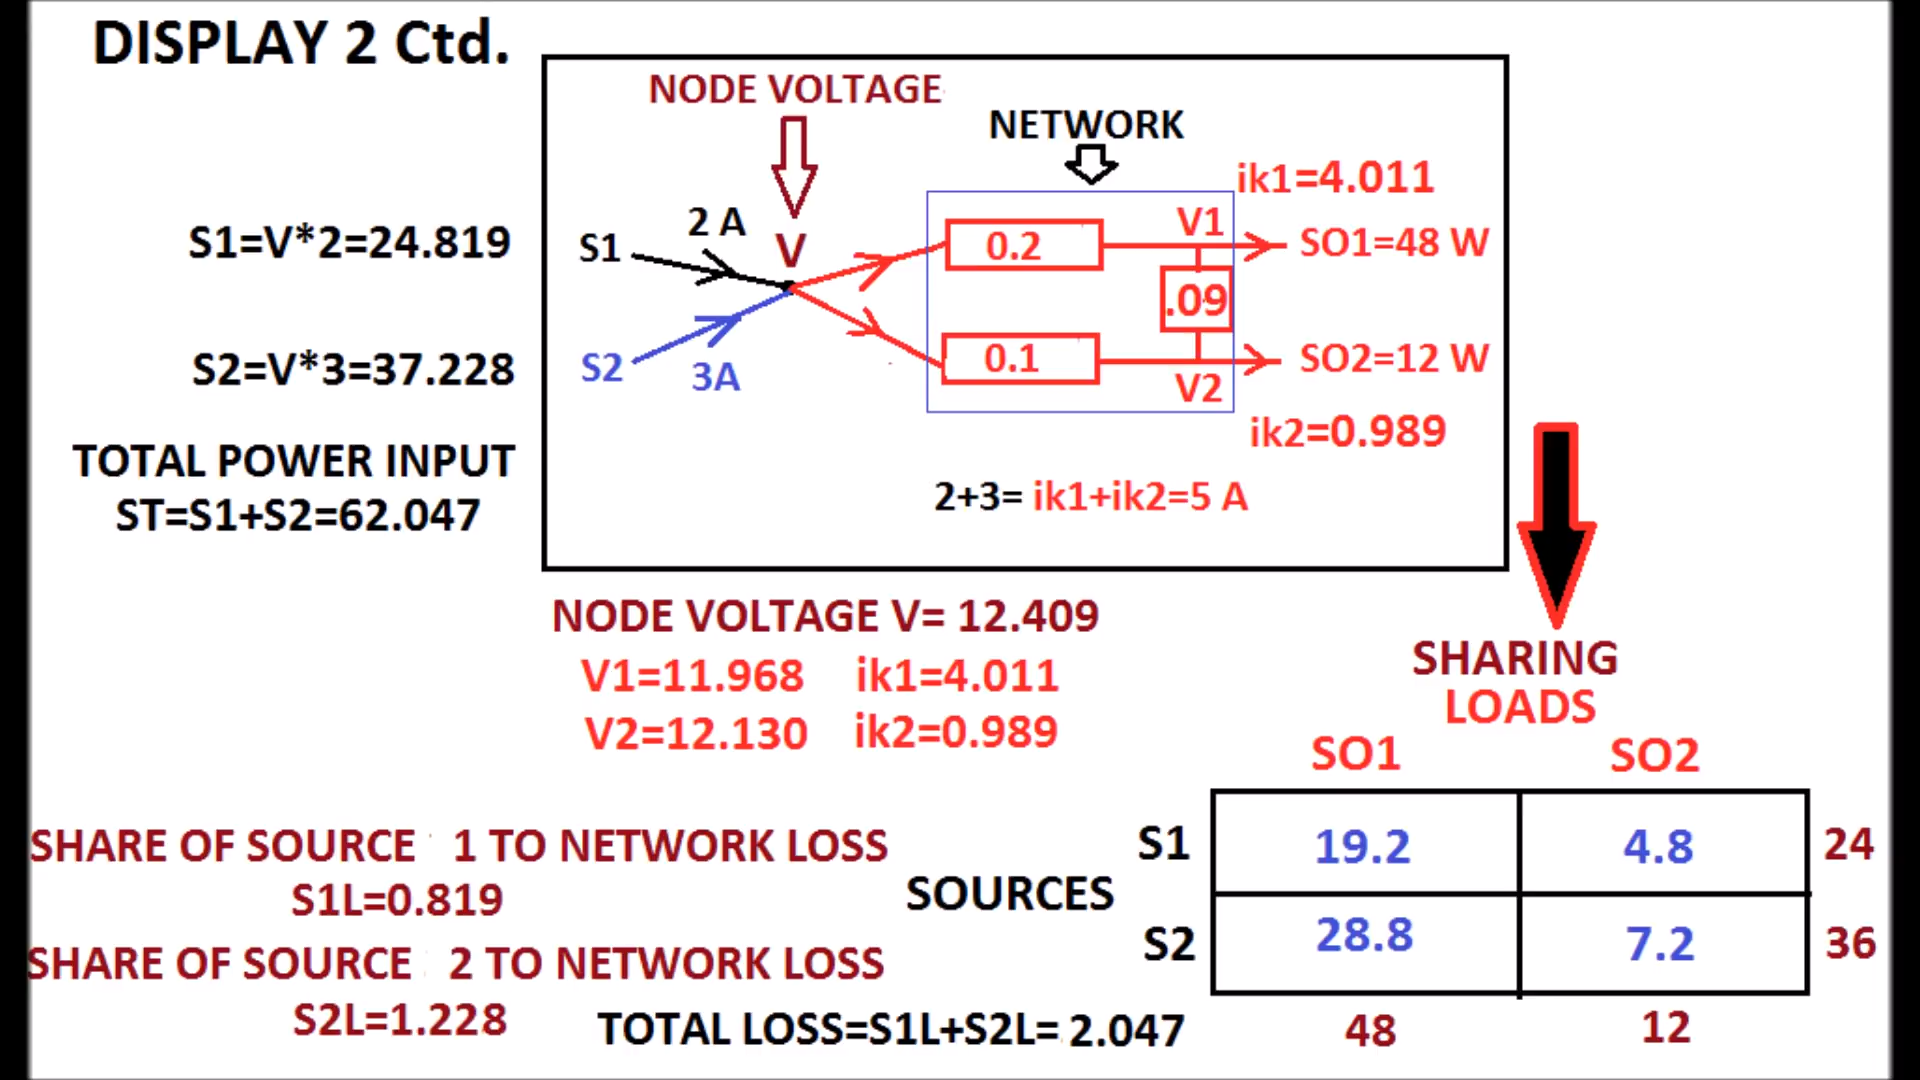 DISPLAY 2 Ctd.
NODE VOLTAGE
NETWORK
ik1=4.011
S1=V*2=24.819
S1
2 A
V
0.2
V1
SO1=48 W
.09
S2=V*3=37.228
S2
3A
0.1
V2
SO2=12 W
ik2=0.989
TOTAL POWER INPUT
ST=S1+S2=62.047
2+3= ik1+ik2=5 A
NODE VOLTAGE V= 12.409
V1=11.968 ik1=4.011
V2=12.130 ik2=0.989
SHARING
LOADS
SO1 SO2
SHARE OF SOURCE 1 TO NETWORK LOSS
S1L=0.819
SHARE OF SOURCE 2 TO NETWORK LOSS
S2L=1.228
TOTAL LOSS=S1L+S2L= 2.047
SOURCES
S1 19.2 4.8 24
S2 28.8 7.2 36
48 12